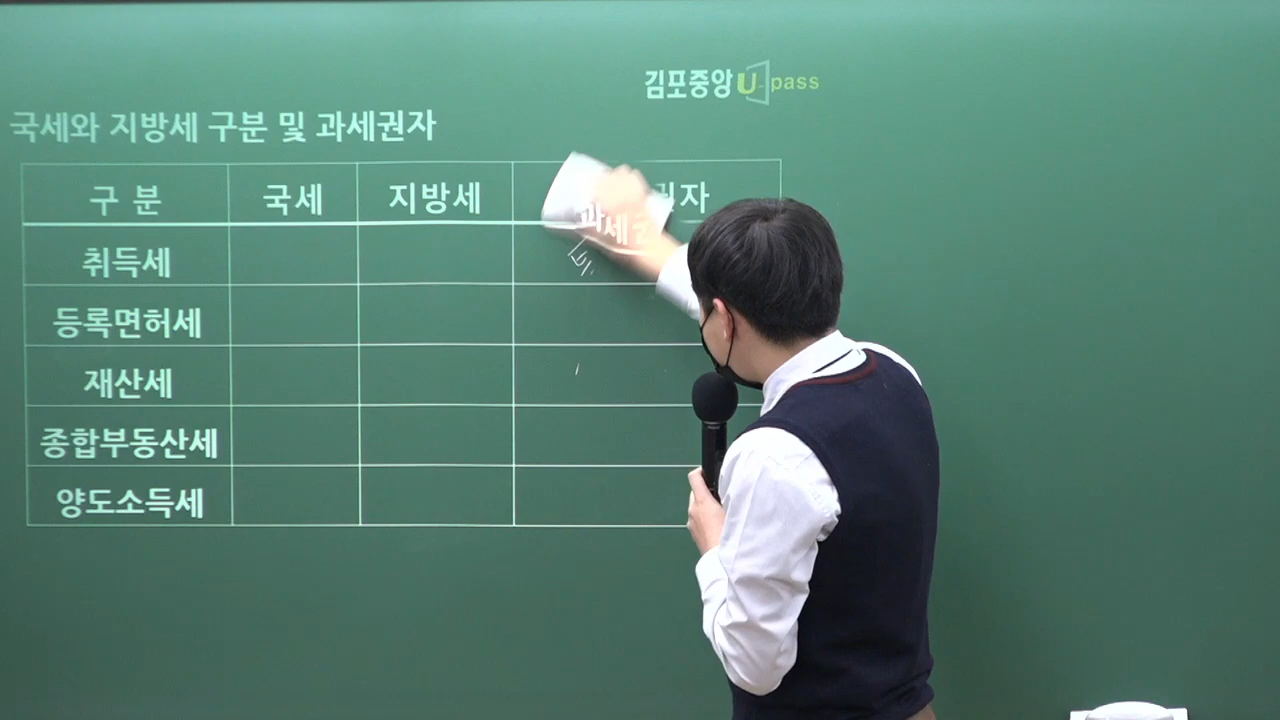 김포중앙 U-pass
국세와 지방세 구분 및 과세권자
구 분 국세 지방세 과세권자
취득세
등록면허세
재산세
종합부동산세
양도소득세